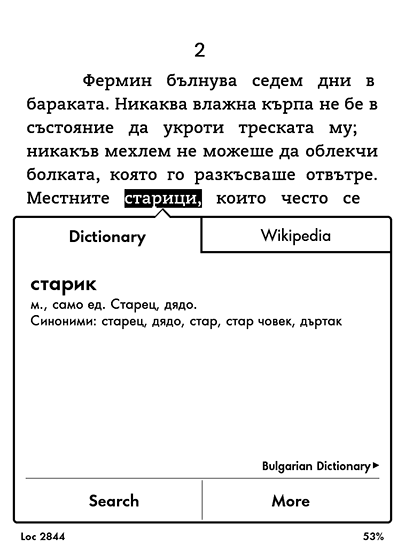 2
Фермин бълнува седем дни в
бараката. Никаква влажна кърпа не бе в
състояние да укроти треската му;
никакъв мехлем не можеше да облекчи
болката, която го разкъсваше отвътре.
Местните старици, които често се
Dictionary
Wikipedia
старик
м., само ед. Старец, дядо.
Синоними: старец, дядо, стар, стар човек, дъртак
Bulgarian Dictionary▸
Search
More
Loc 2844
53%